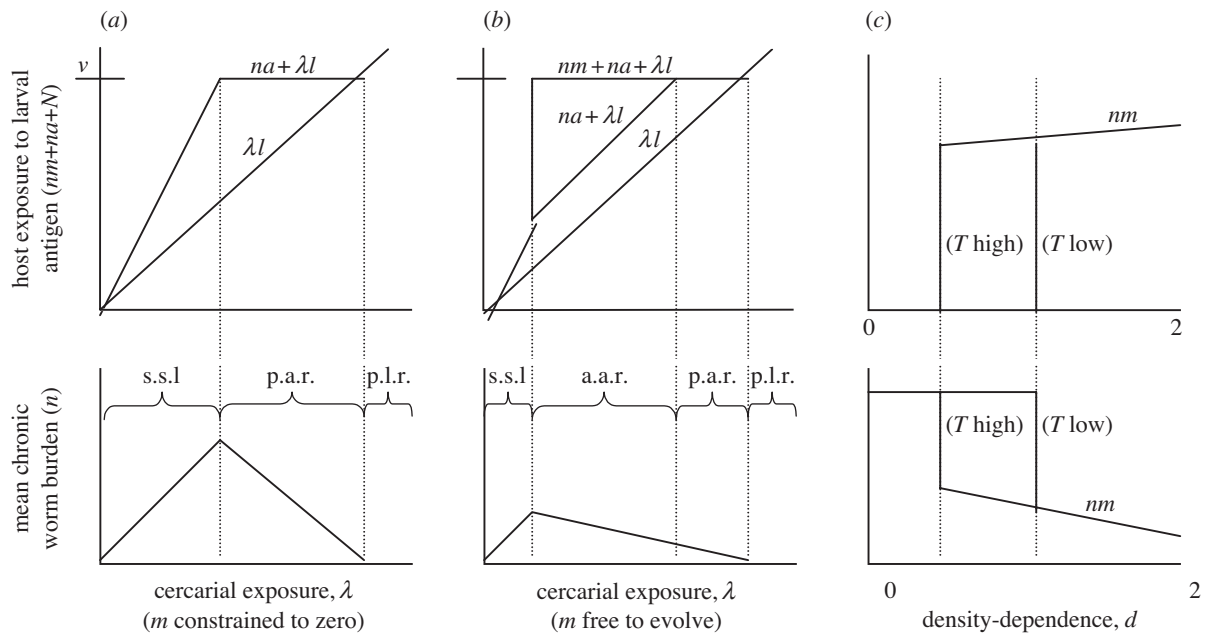 (a)
(b)
(c)
host exposure to larval
antigen (nm+na+N)
v
na + λl
λl
nm + na + λl
na + λl
λl
nm
(T high)
(T low)
0
2
mean chronic
worm burden (n)
s.s.l
p.a.r.
p.l.r.
s.s.l
a.a.r.
p.a.r.
p.l.r.
(T high)
(T low)
nm
0
2
cercarial exposure, λ
(m constrained to zero)
cercarial exposure, λ
(m free to evolve)
density-dependence, d